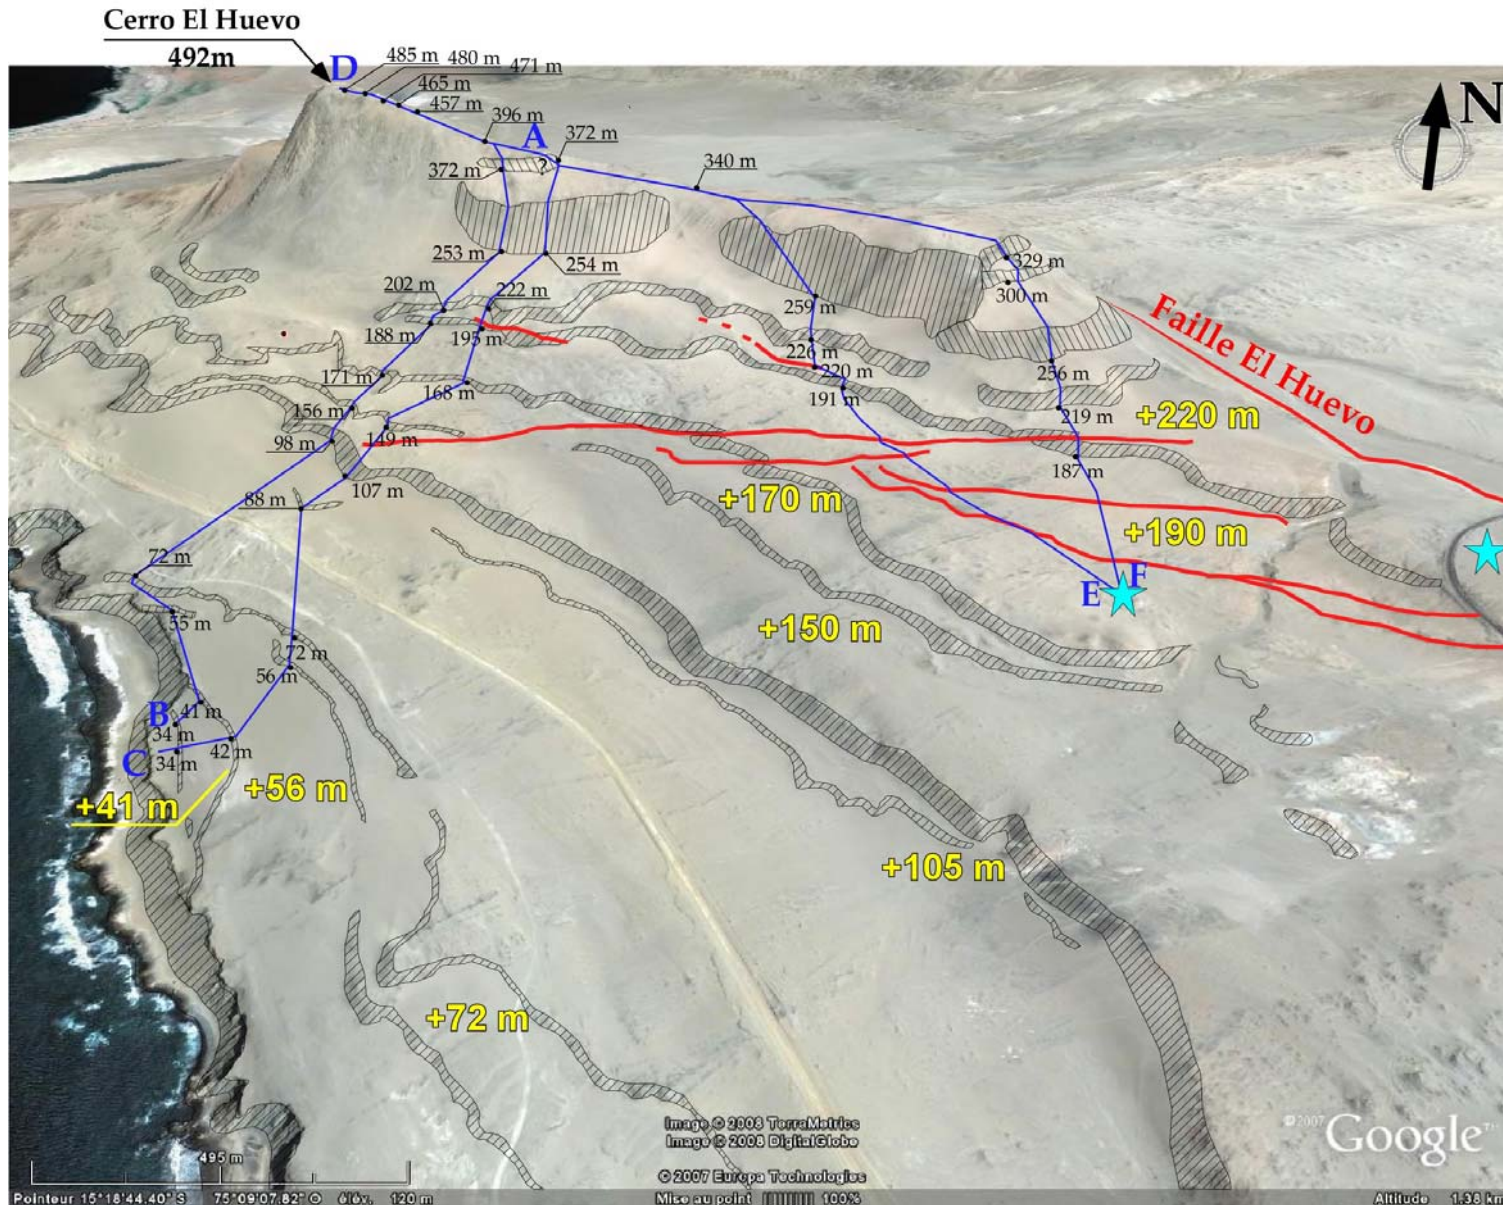 Cerro El Huevo
492m
D
485 m
480 m
471 m
465 m
457 m
396 m
A
372 m
372 m
?
340 m
N
253 m
254 m
329 m
300 m
202 m
222 m
259 m
Faille El Huevo
188 m
195 m
226 m
220 m
256 m
171 m
168 m
191 m
219 m
+220 m
156 m
149 m
98 m
187 m
107 m
88 m
+170 m
+190 m
72 m
E
F
55 m
72 m
+150 m
56 m
41 m
B
34 m
42 m
C
34 m
+41 m
+56 m
+105 m
+72 m
Image © 2008 TerraMetrics
Image © 2008 DigitalGlobe
©2007 Google™
495 m
© 2007 Europa Technologies
Pointeur 15°18'44.40" S 75°09'07.82" O élév. 120 m
Mise au point ||||||||| 100%
Altitude 1.38 km